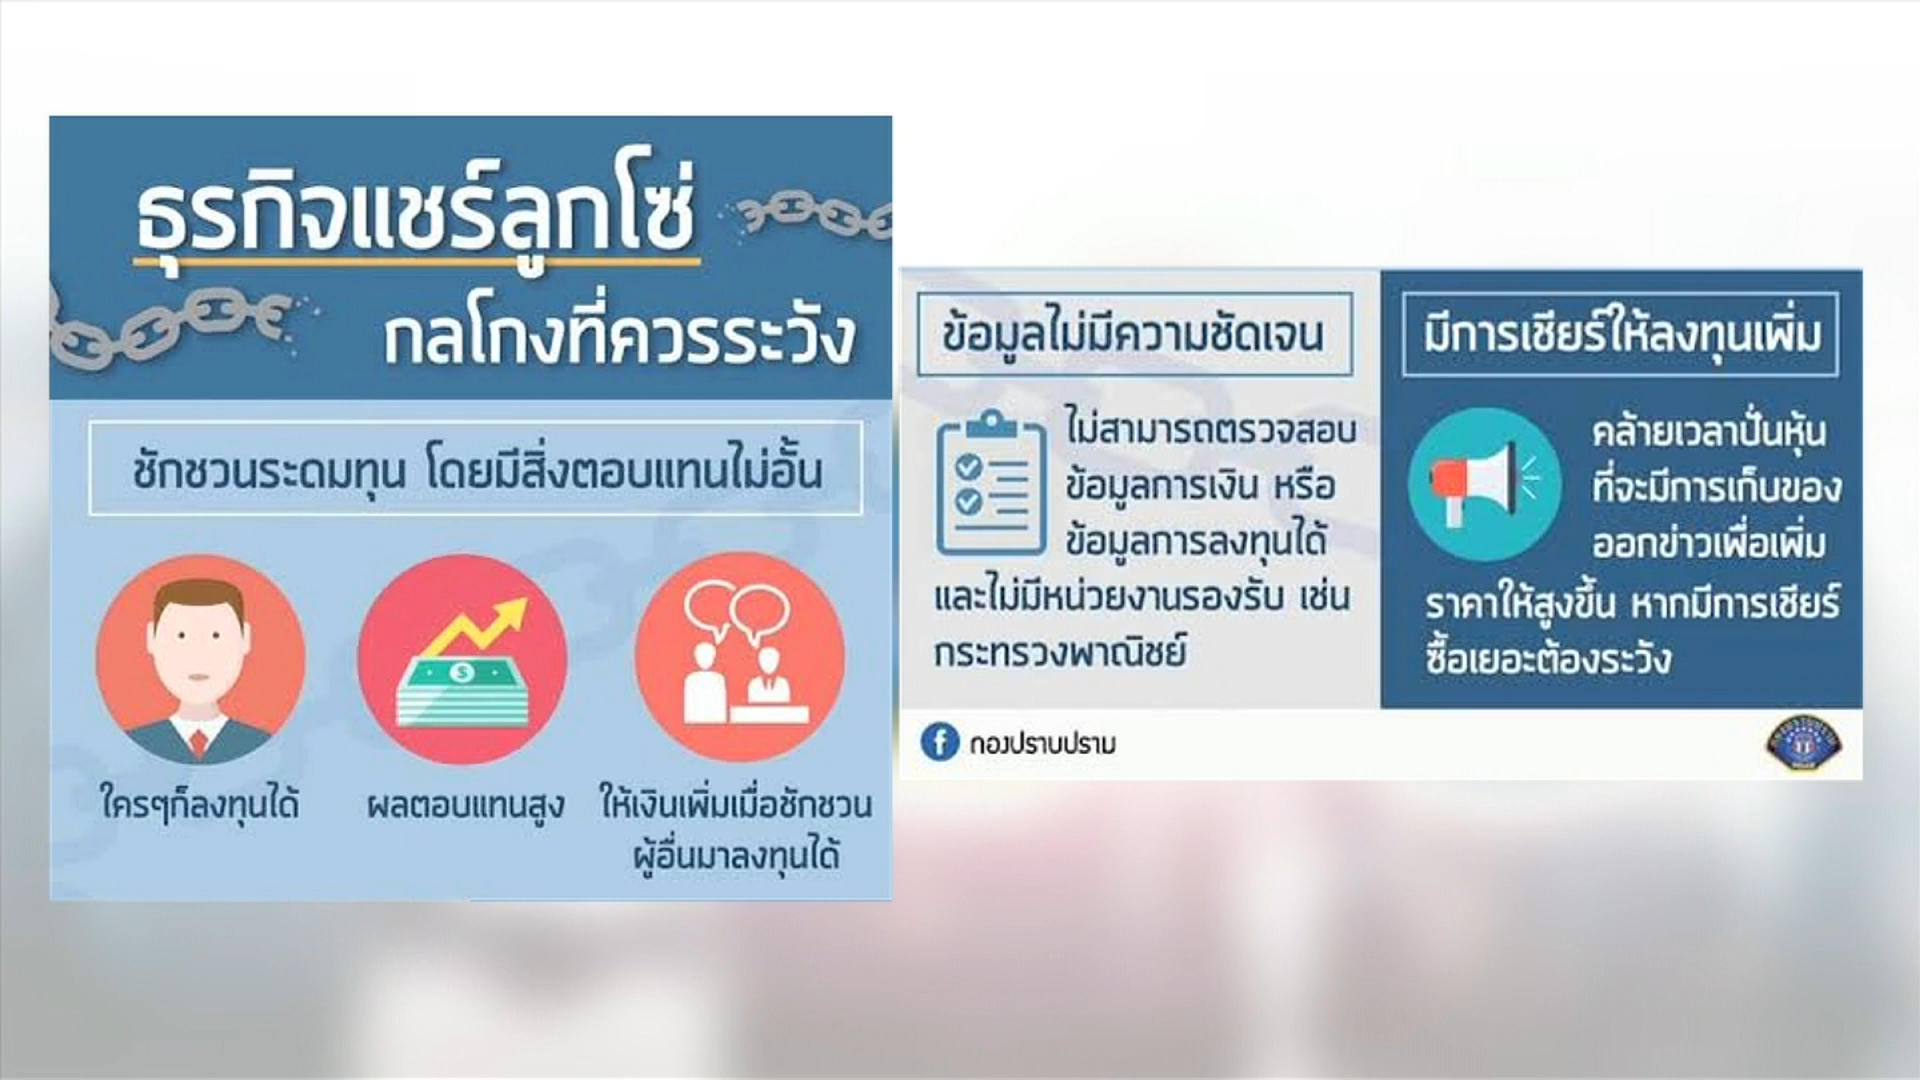 ธุรกิจแชร์ลูกโซ่
กลโกงที่ควรระวัง
ชักชวนระดมทุน โดยมีสิ่งตอบแทนไม่อั้น
ใครๆก็ลงทุนได้
ผลตอบแทนสูง
ให้เงินเพิ่มเมื่อชักชวน
ผู้อื่นมาลงทุนได้
ข้อมูลไม่มีความชัดเจน
ไม่สามารถตรวจสอบ
ข้อมูลการเงิน หรือ
ข้อมูลการลงทุนได้
และไม่มีหน่วยงานรองรับ เช่น
กระทรวงพาณิชย์
มีการเชียร์ให้ลงทุนเพิ่ม
คล้ายเวลาปั่นหุ้น
ที่จะมีการเก็บของ
ออกข่าวเพื่อเพิ่ม
ราคาให้สูงขึ้น หากมีการเชียร์
ซื้อเยอะต้องระวัง
กองปราบปราม